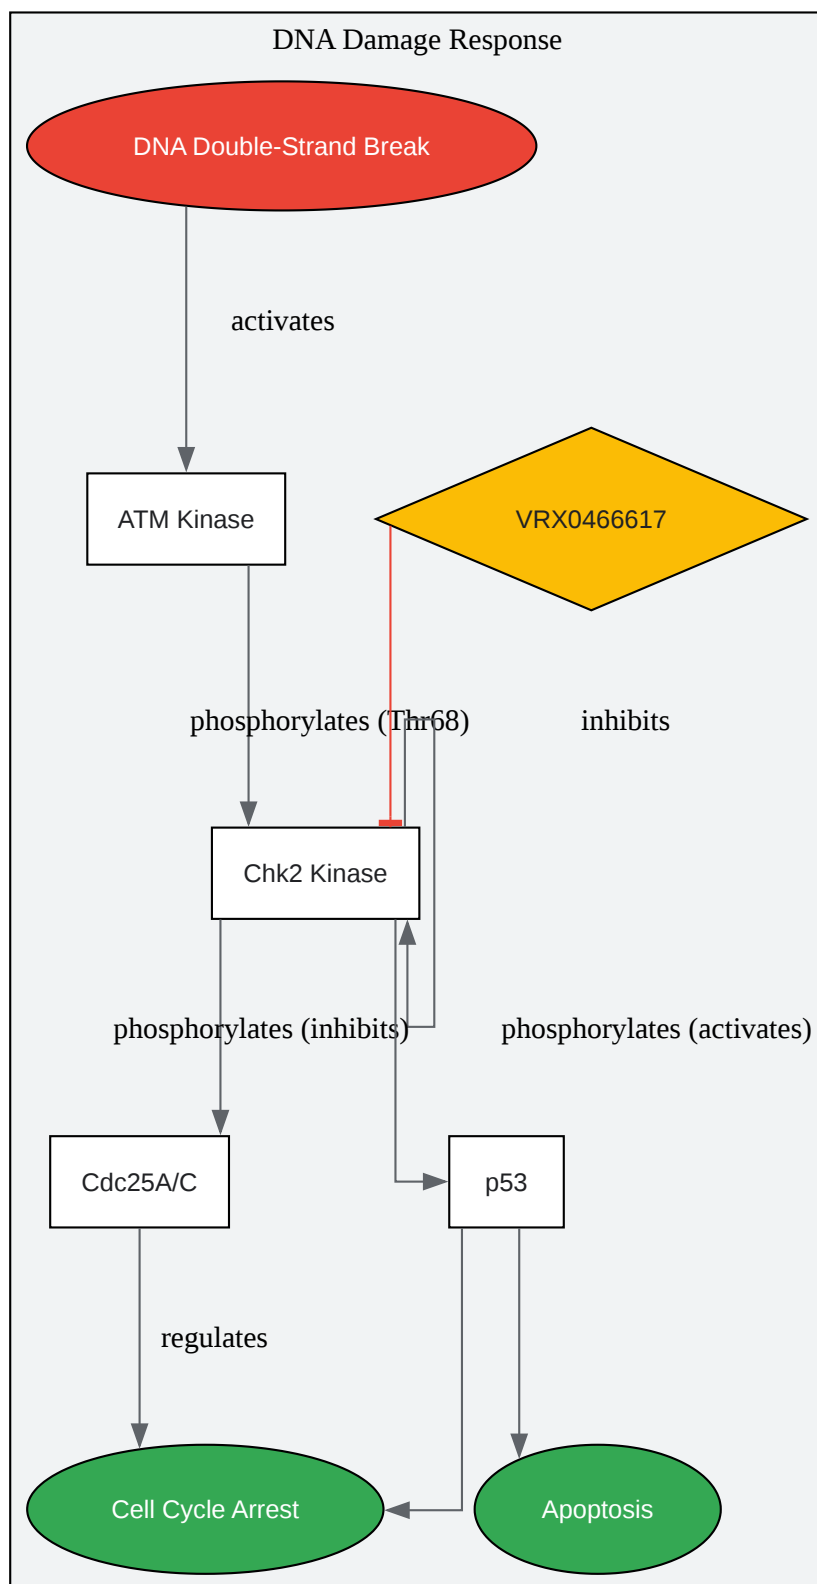 DNA Damage Response
DNA Double-Strand Break
activates
ATM Kinase
VRX0466617
phosphorylates (Thr68)
inhibits
Chk2 Kinase
phosphorylates (inhibits)
phosphorylates (activates)
Cdc25A/C
p53
regulates
Cell Cycle Arrest
Apoptosis